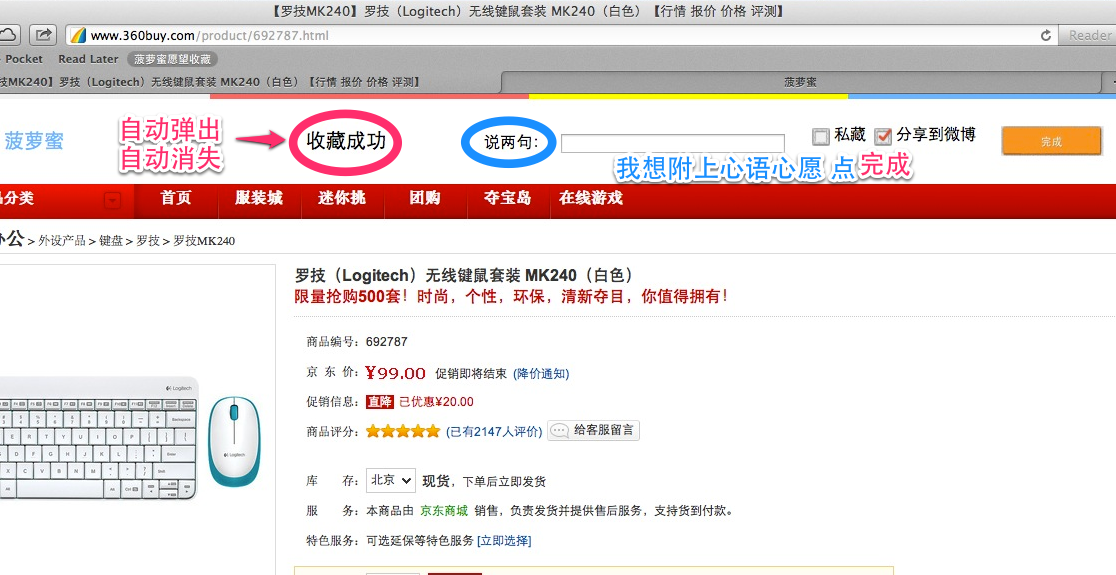 【罗技MK240】罗技（Logitech）无线键鼠套装 MK240（白色）【行情 报价 价格 评测】
www.360buy.com/product/692787.html
Reader
Pocket Read Later 菠萝蜜愿望收藏
技MK240】罗技（Logitech）无线键鼠套装 MK240（白色）【行情 报价 价格 评测】
菠萝蜜
菠萝蜜
自动弹出
自动消失
收藏成功
说两句:
私藏
分享到微博
完成
我想附上心语心愿 点 完成
分类
首页 服装城 迷你挑 团购 夺宝岛 在线游戏
办公 > 外设产品 > 键盘 > 罗技 > 罗技MK240
罗技（Logitech）无线键鼠套装 MK240（白色）
限量抢购500套！时尚，个性，环保，清新夺目，你值得拥有！
商品编号：692787
京 东 价：¥99.00 促销即将结束 (降价通知)
促销信息：直降 已优惠¥20.00
商品评分： (已有2147人评价) 给客服留言
库 存：北京 现货，下单后立即发货
服 务：本商品由 京东商城 销售，负责发货并提供售后服务，支持货到付款。
特色服务：可选延保等特色服务 [立即选择]
Logitech
Logitech